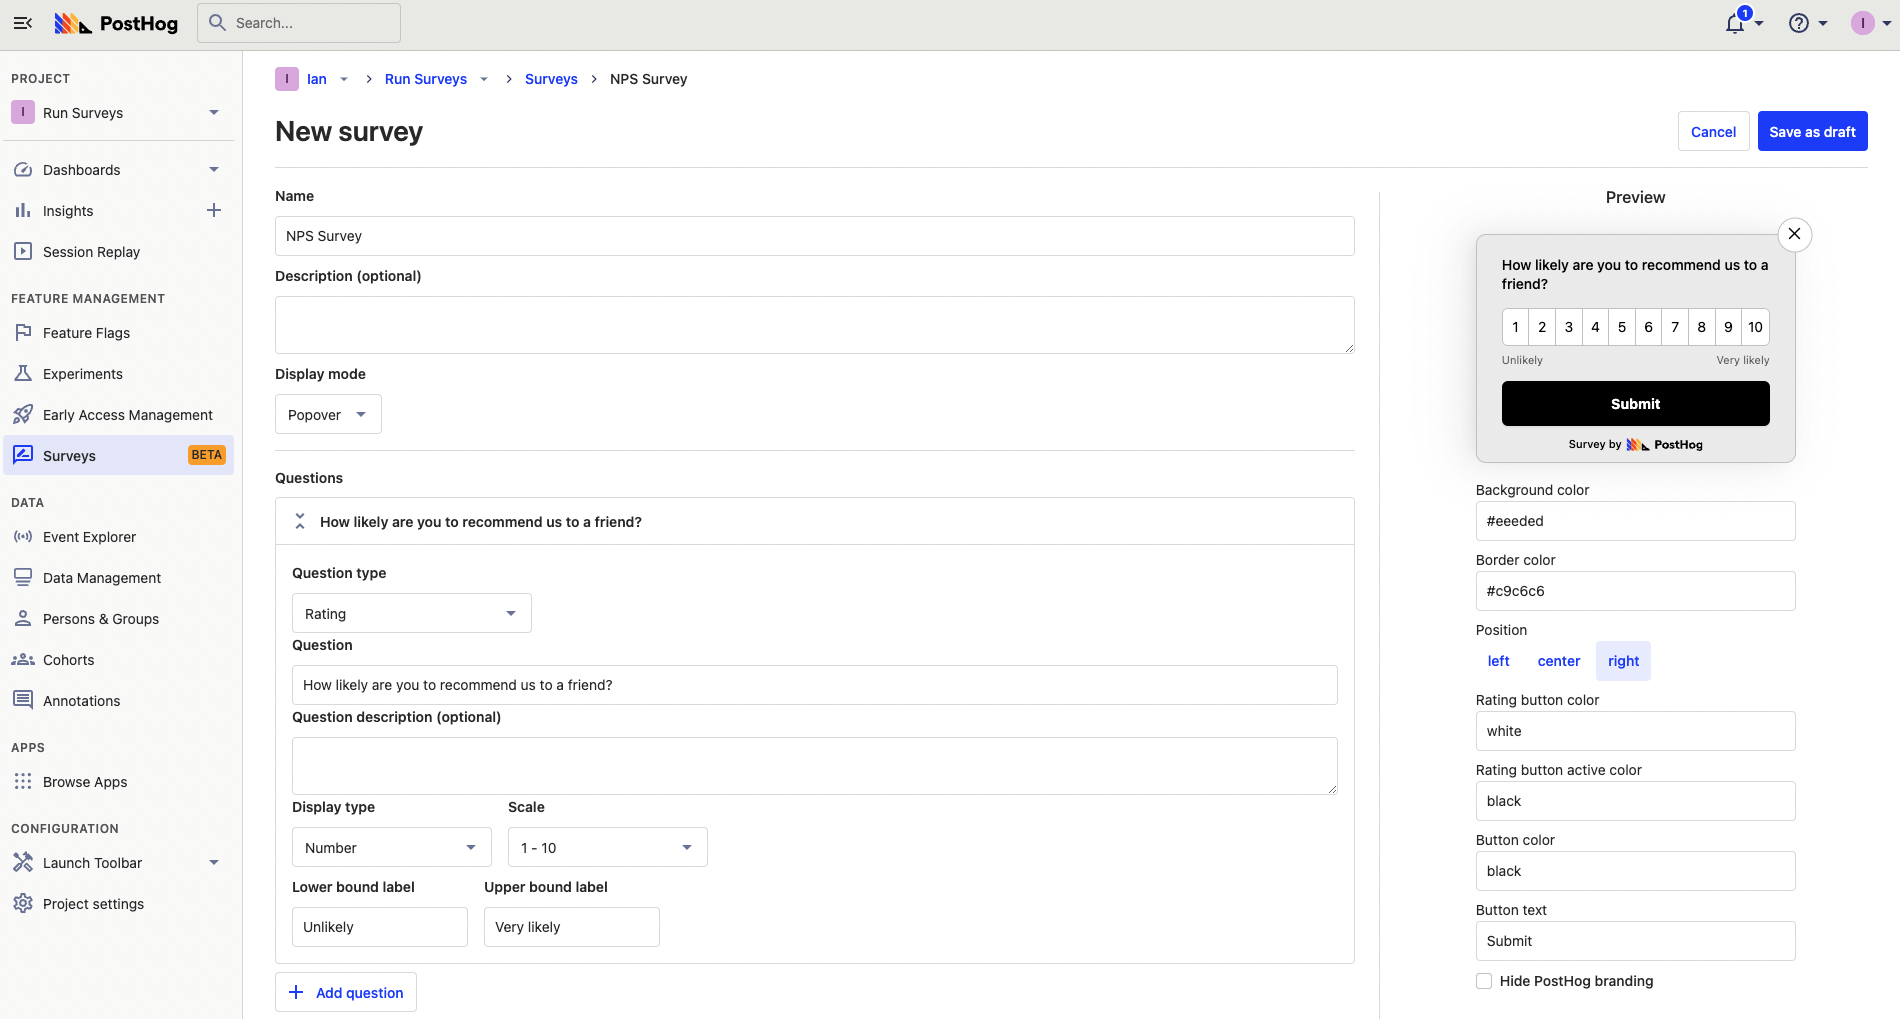 PostHog
Search...
1
I
PROJECT
I Run Surveys
Dashboards
Insights
Session Replay
FEATURE MANAGEMENT
Feature Flags
Experiments
Early Access Management
Surveys BETA
DATA
Event Explorer
Data Management
Persons & Groups
Cohorts
Annotations
APPS
Browse Apps
CONFIGURATION
Launch Toolbar
Project settings
I Ian > Run Surveys > Surveys > NPS Survey
New survey
Cancel Save as draft
Name
NPS Survey
Description (optional)
Display mode
Popover
Questions
How likely are you to recommend us to a friend?
Question type
Rating
Question
How likely are you to recommend us to a friend?
Question description (optional)
Display type Scale
Number 1 - 10
Lower bound label Upper bound label
Unlikely Very likely
Add question
Preview
How likely are you to recommend us to a
friend?
1 2 3 4 5 6 7 8 9 10
Unlikely Very likely
Submit
Survey by PostHog
Background color
#eeeded
Border color
#c9c6c6
Position
left center right
Rating button color
white
Rating button active color
black
Button color
black
Button text
Submit
Hide PostHog branding